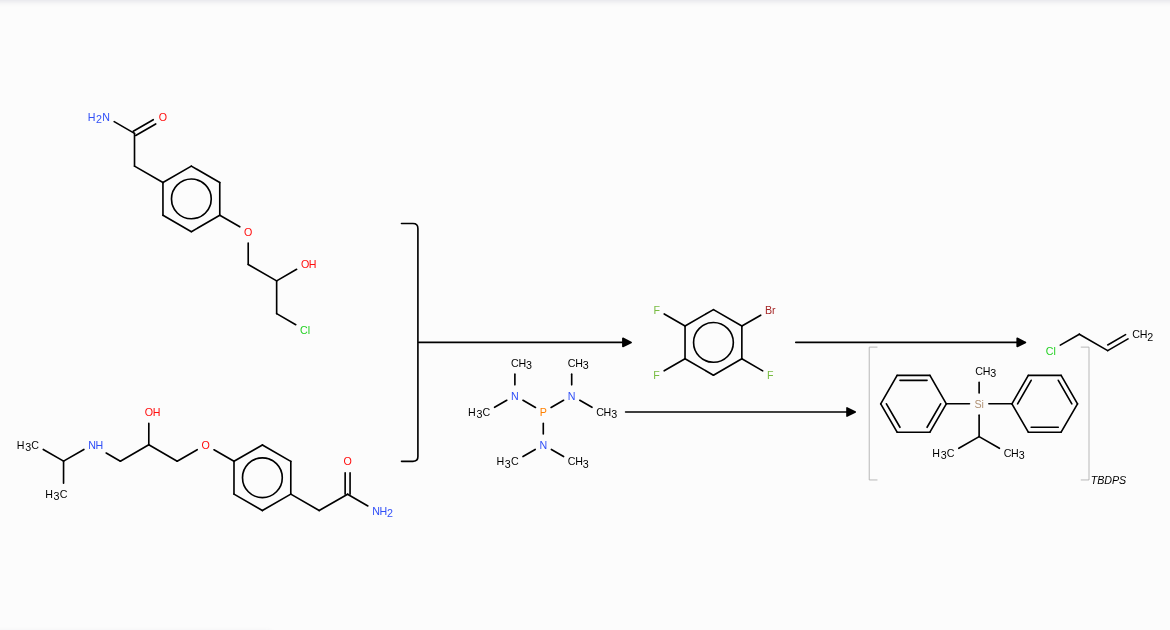 H2N O
O
OH
Cl
OH
H3C NH O
H3C
O
NH2
CH3 CH3
N N
H3C P CH3
N
H3C CH3
F Br
F F
Cl CH2
CH3
Si
H3C CH3
TBDPS